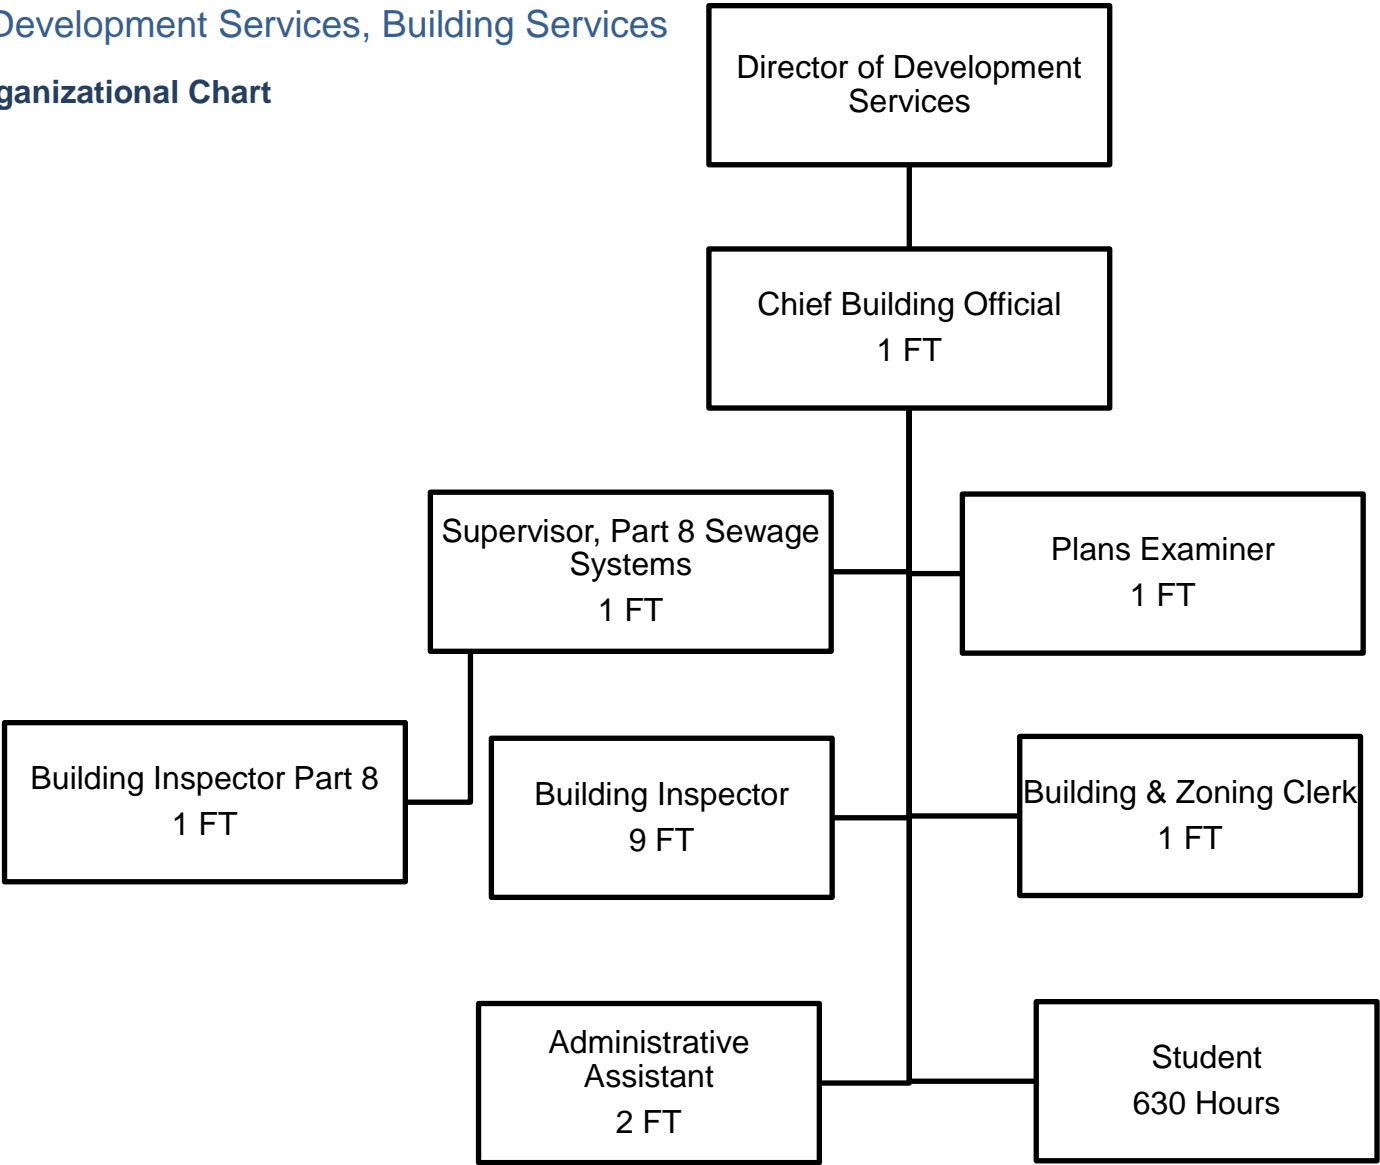 Development Services, Building Services
ganizational Chart
Director of Development
Services
Chief Building Official
1 FT
Supervisor, Part 8 Sewage
Systems
1 FT
Plans Examiner
1 FT
Building Inspector Part 8
1 FT
Building Inspector
9 FT
Building & Zoning Clerk
1 FT
Administrative
Assistant
2 FT
Student
630 Hours